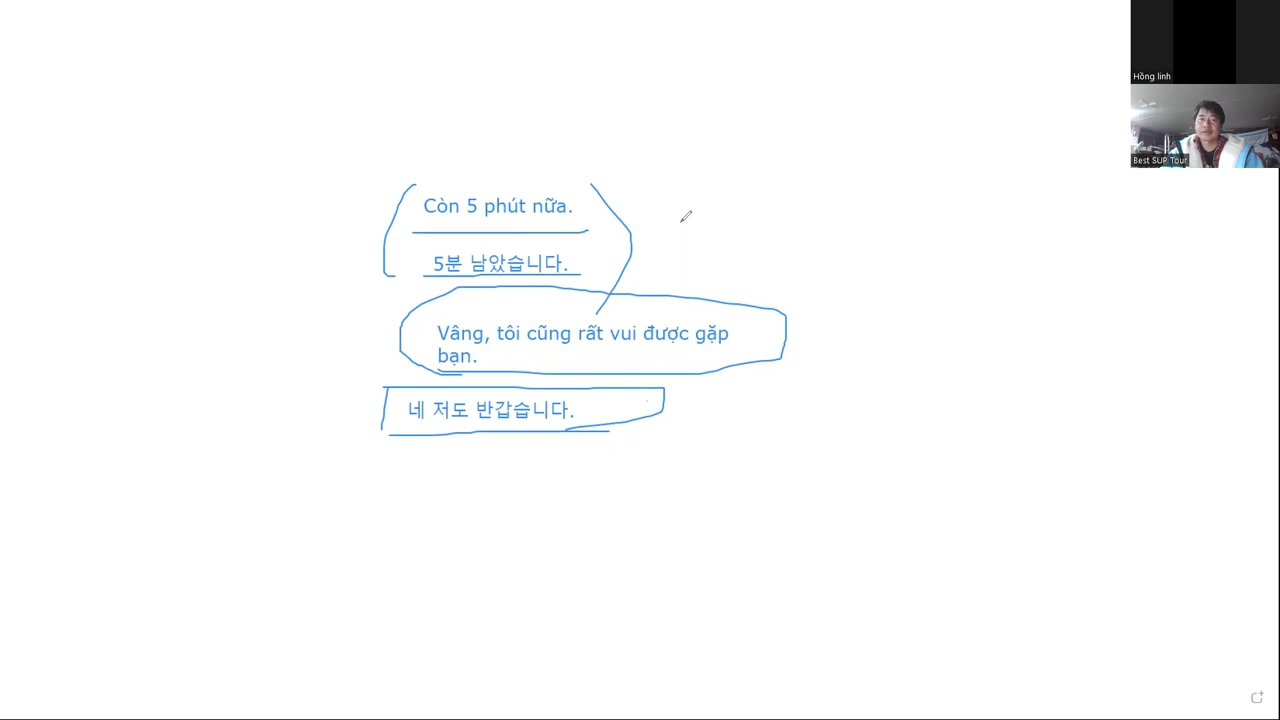 Hồng linh
Best SUP Tour
Còn 5 phút nữa.
5분 남았습니다.
Vâng, tôi cũng rất vui được gặp
bạn.
네 저도 반갑습니다.